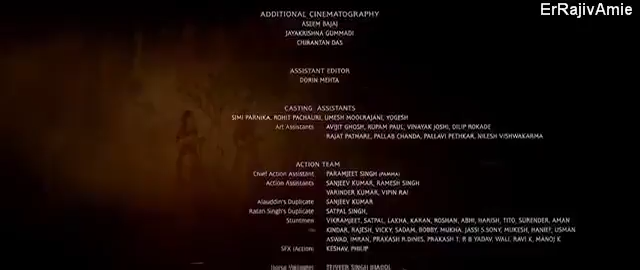 ErRajivAmie
ADDITIONAL CINEMATOGRAPHY
ASEEM BAJAJ
JAYAKRISHNA GUMMADI
CHIRANTAN DAS
ASSISTANT EDITOR
DORIN MEHTA
CASTING ASSISTANTS
SIMI PARNIKA, ROHIT PACHAURI, UMESH MOOLRAJANI, YOGESH
Art Assistants AVIJIT GHOSH, RUPAM PAUL, VINAYAK JOSHI, DILIP ROKADE
RAJAT PATHARE, PALLAB CHANDA, PALLAVI PETHKAR, NILESH VISHWAKARMA
ACTION TEAM
Chief Action Assistant PARAMJEET SINGH (PAMMA)
Action Assistants SANJEEV KUMAR, RAMESH SINGH
VARINDER KUMAR, VIPIN RAI
Alauddin's Duplicate SANJEEV KUMAR
Ratan Singh's Duplicate SATPAL SINGH,
Stuntmen VIKRAMJEET, SATPAL, LAKHA, KARAN, ROSHAN, ABHI, HARISH, TITO, SURENDER, AMAN
KINDAR, RAJESH, VICKY, SADAM, BOBBY, MUKHA, JASSI S.SONY, MUKESH, HANIEF, USMAN
ASWAD, IMRAN, PRAKASH R.DINES, PRAKASH T. R B YADAV, WALI, RAVI K, MANOJ K
SFX (Action) KESHAV, PHILIP